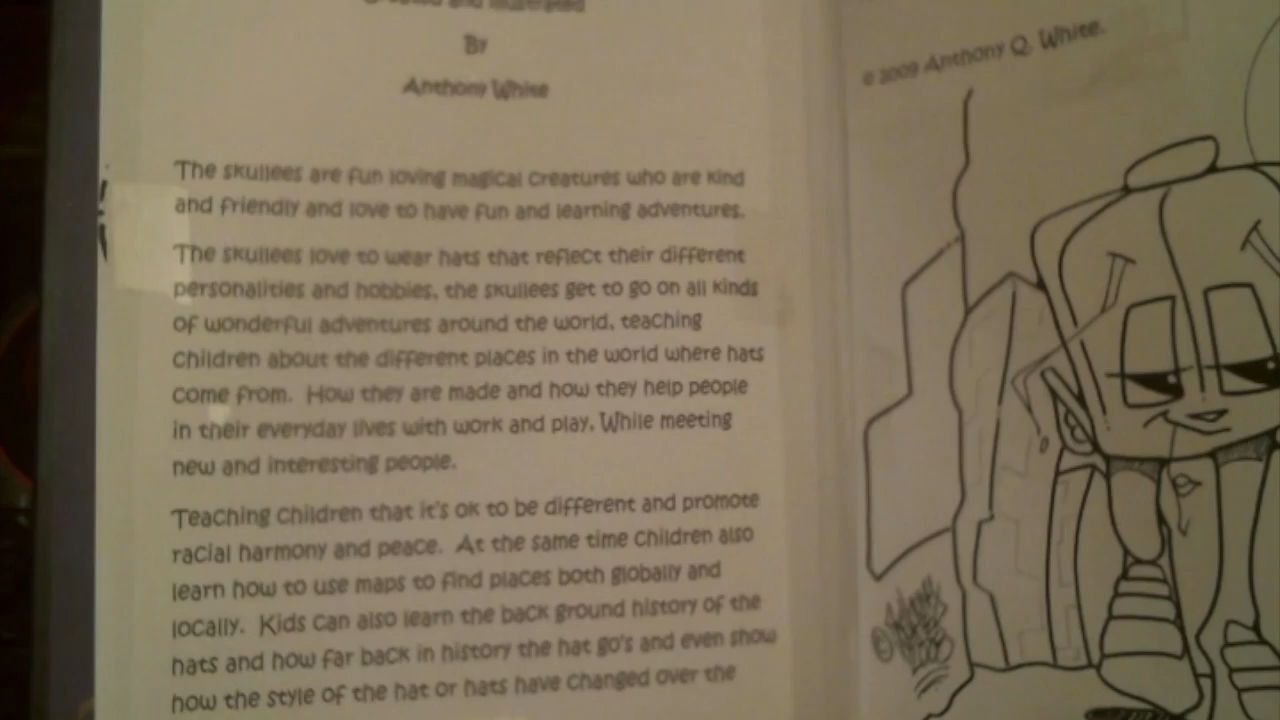 Created and Illustrated
By
Anthony White
© 2009 Anthony Q. White.
The skullees are fun loving magical creatures who are kind
and friendly and love to have fun and learning adventures.
The skullees love to wear hats that reflect their different
personalities and hobbies, the skullees get to go on all kinds
of wonderful adventures around the world, teaching
children about the different places in the world where hats
come from. How they are made and how they help people
in their everyday lives with work and play, While meeting
new and interesting people.
Teaching children that it's ok to be different and promote
racial harmony and peace. At the same time children also
learn how to use maps to find places both globally and
locally. Kids can also learn the back ground history of the
hats and how far back in history the hat go's and even show
how the style of the hat or hats have changed over the